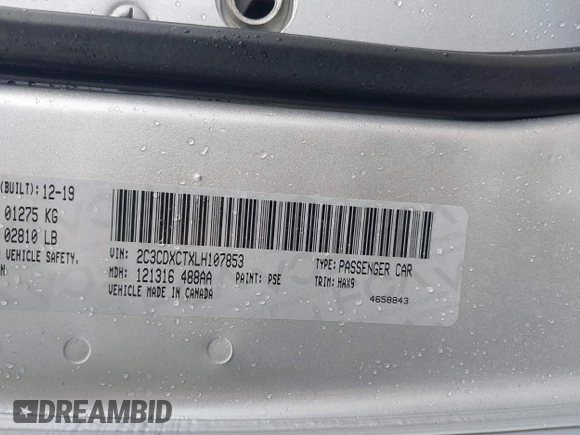 (BUILT): 12-19
01275 KG
02810 LB
VEHICLE SAFETY,
VIN: 2C3CDXCTXLH107853
TYPE: PASSENGER CAR
MDH: 121316 488AA
PAINT: PSE
TRIM: HAX9
VEHICLE MADE IN CANADA
4658843
DREAMBID